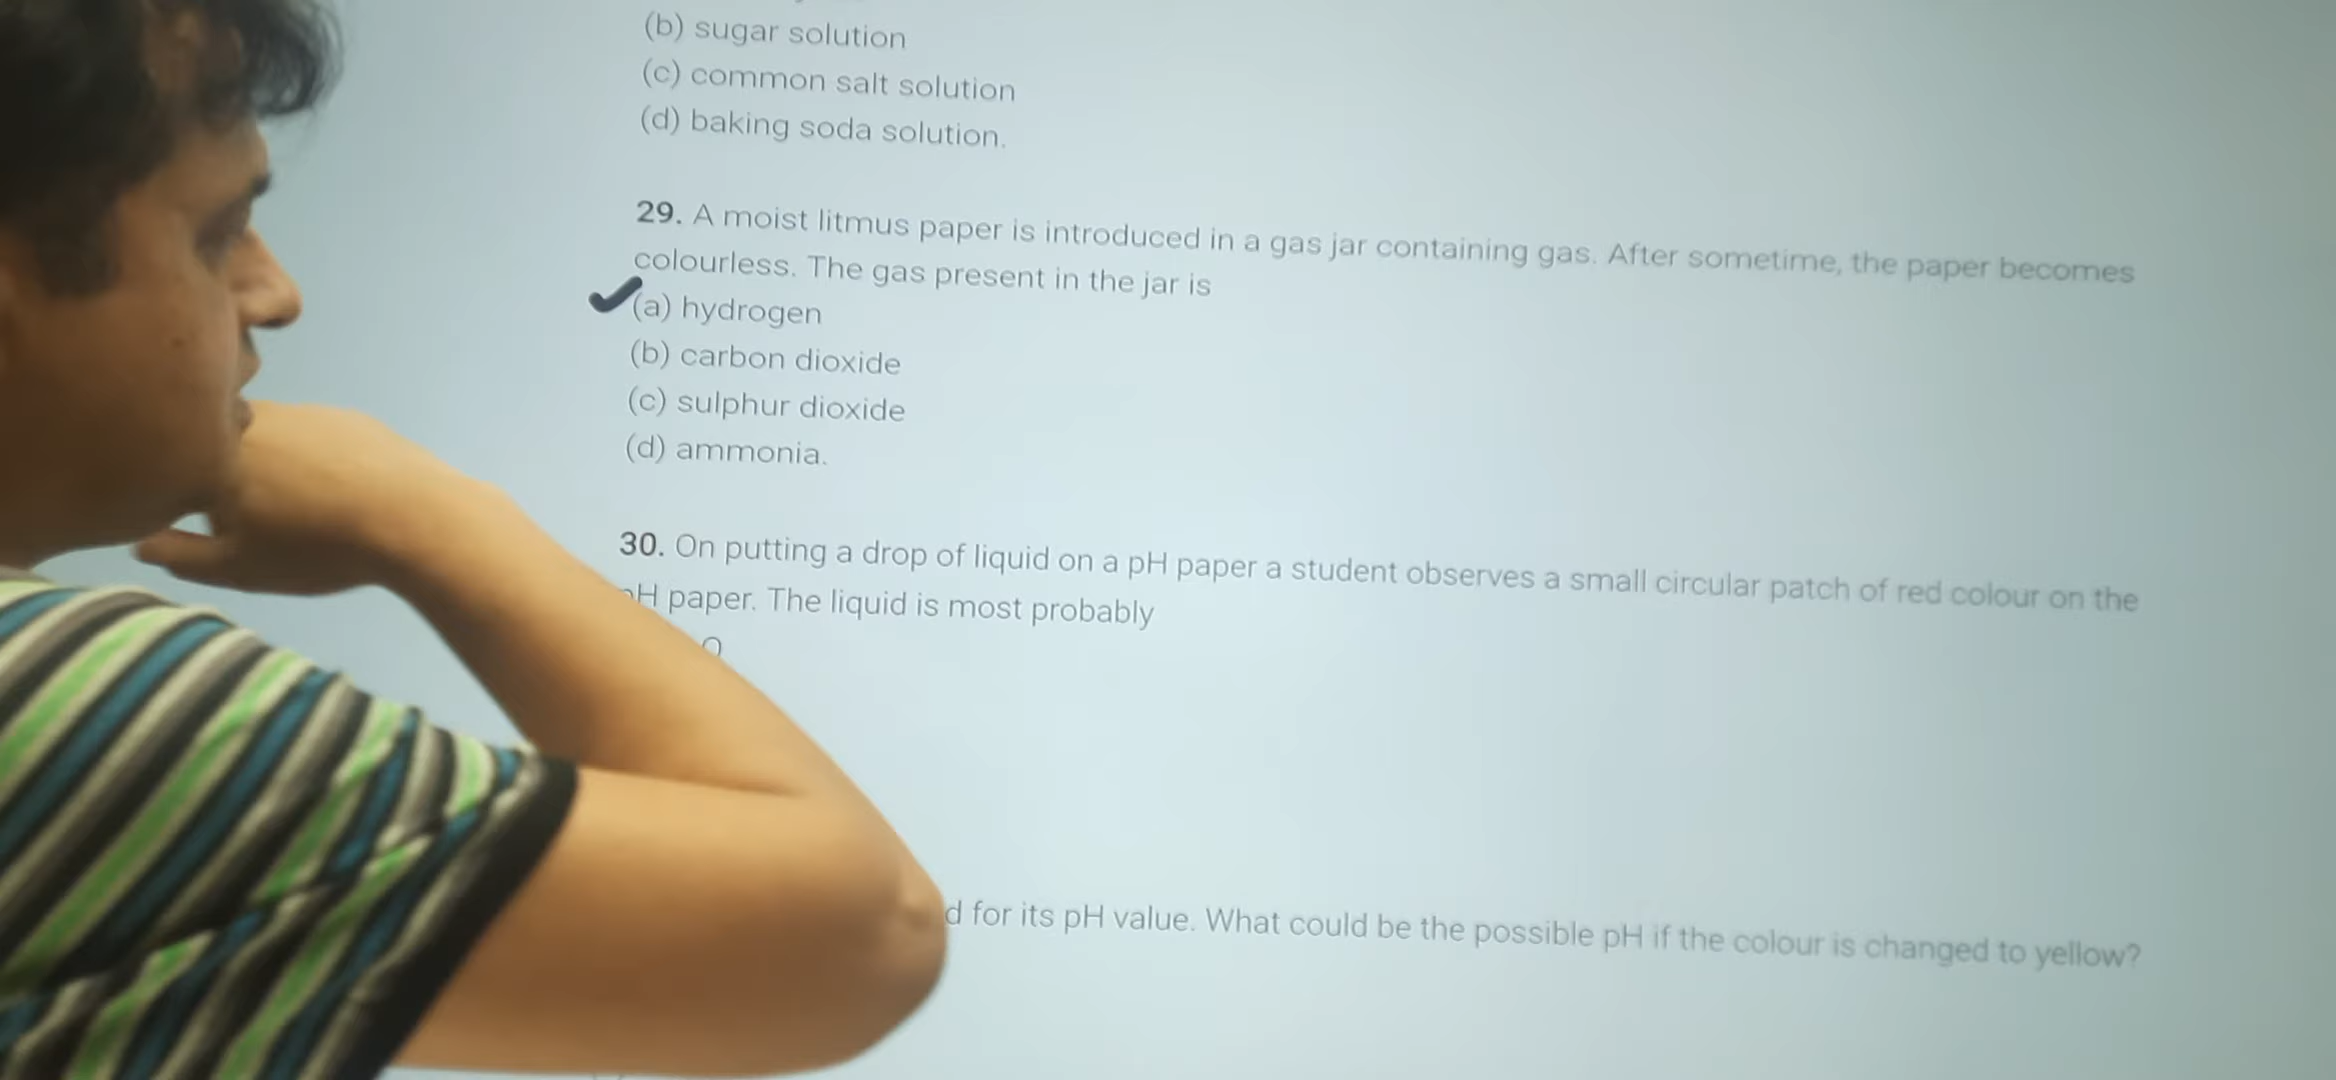 (b) sugar solution
(c) common salt solution
(d) baking soda solution.
29. A moist litmus paper is introduced in a gas jar containing gas. After sometime, the paper becomes
colourless. The gas present in the jar is
(a) hydrogen
(b) carbon dioxide
(c) sulphur dioxide
(d) ammonia.
30. On putting a drop of liquid on a pH paper a student observes a small circular patch of red colour on the
H paper. The liquid is most probably
d for its pH value. What could be the possible pH if the colour is changed to yellow?